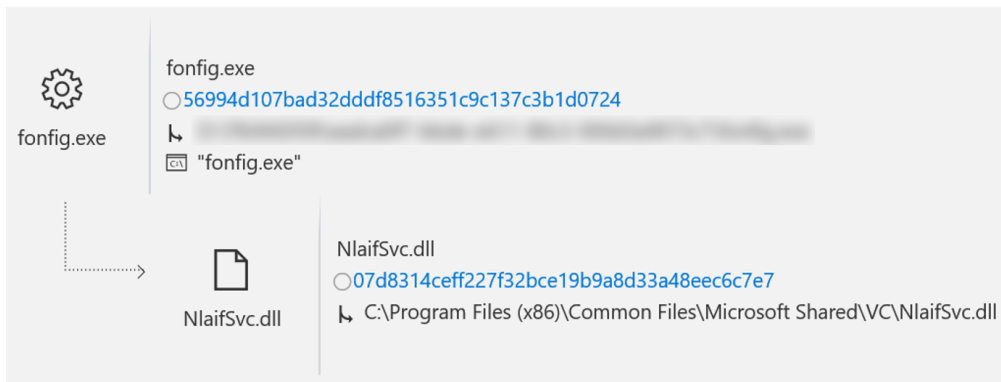 fonfig.exe
56994d107bad32dddf8516351c9c137c3b1d0724
fonfig.exe
C:\ "fonfig.exe"
NlaifSvc.dll
07d8314ceff227f32bce19b9a8d33a48eec6c7e7
NlaifSvc.dll
C:\Program Files (x86)\Common Files\Microsoft Shared\VC\NlaifSvc.dll